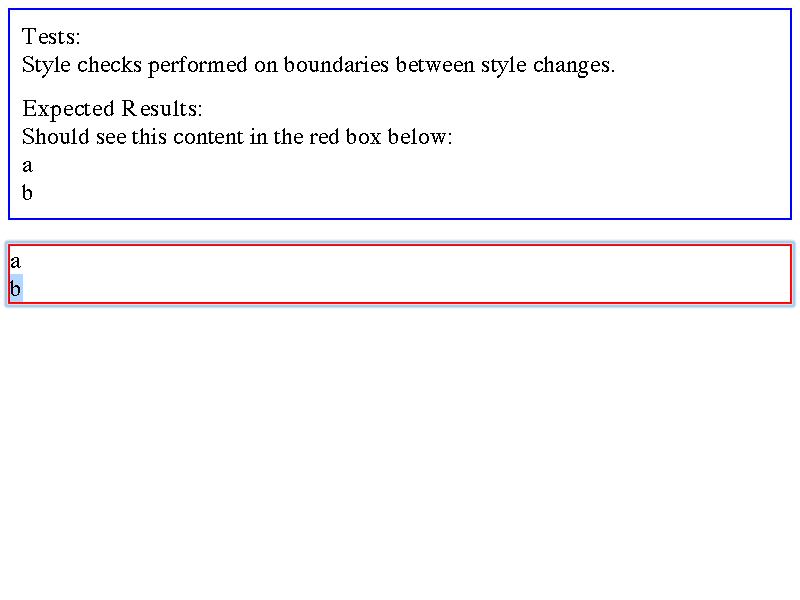 Tests:
Style checks performed on boundaries between style changes.
Expected Results:
Should see this content in the red box below:
a
b
a
b